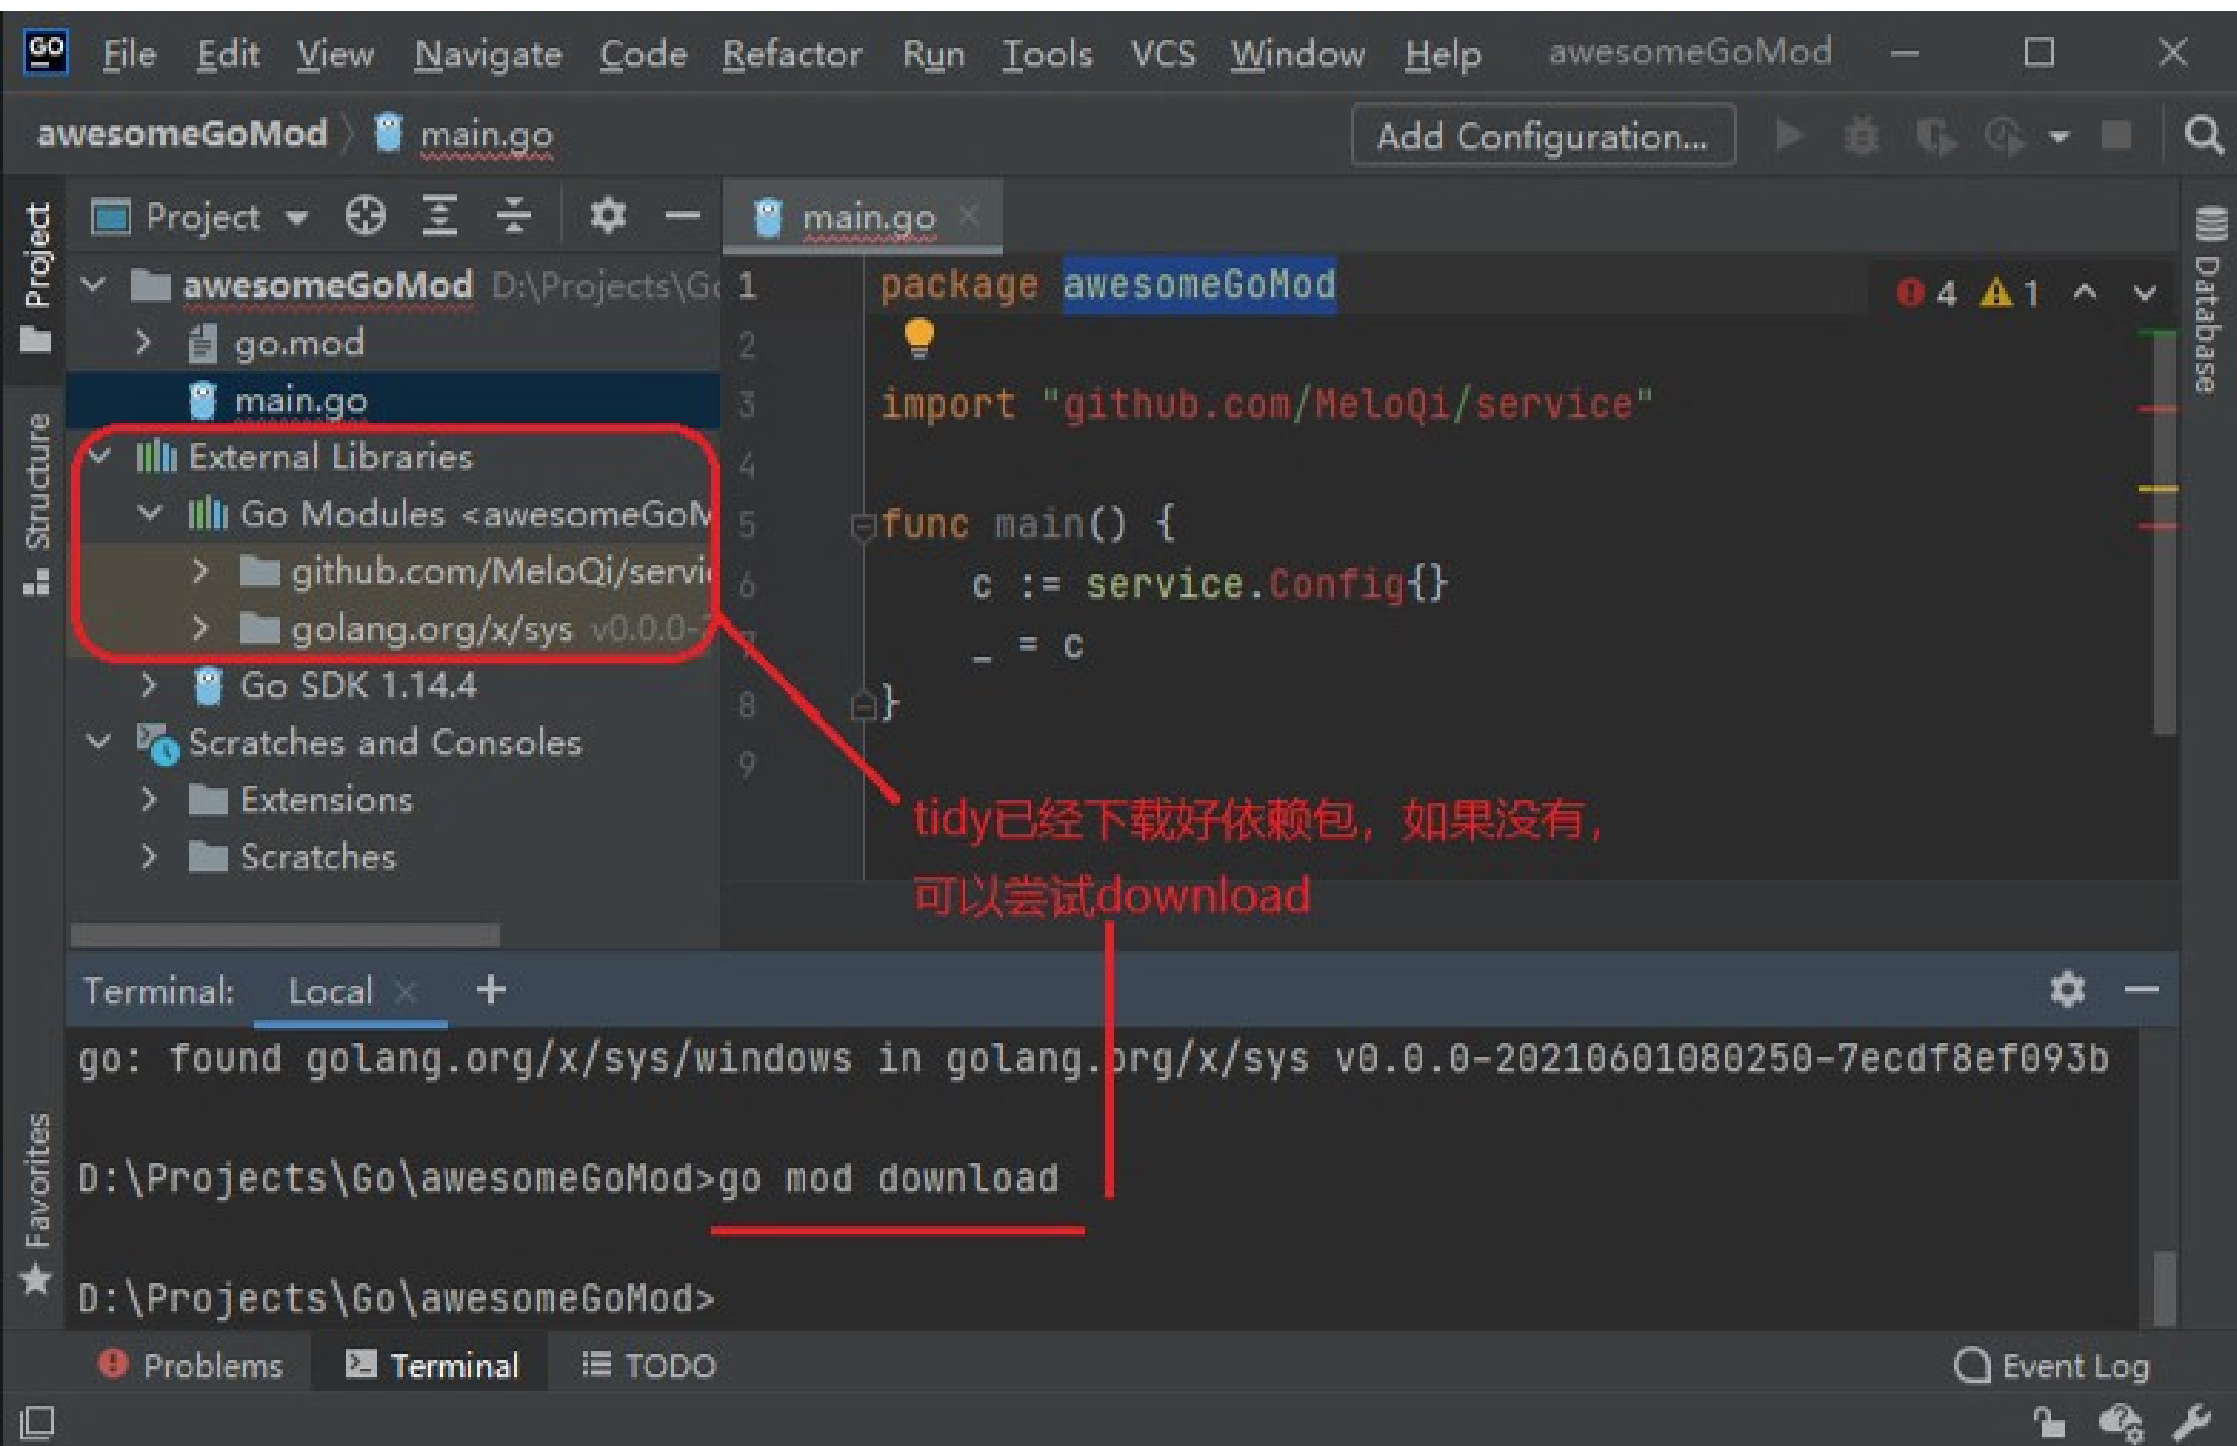 GO File Edit View Navigate Code Refactor Run Tools VCS Window Help awesomeGoMod
awesomeGoMod main.go Add Configuration...
Project
Project
main.go
awesomeGoMod D:\Projects\Go
go.mod
main.go
External Libraries
Go Modules <awesomeGoM
github.com/MeloQi/servic
golang.org/x/sys v0.0.0-2
Go SDK 1.14.4
Scratches and Consoles
Extensions
Scratches
Structure
Favorites
Database
4 1
1 package awesomeGoMod
2
3 import "github.com/MeloQi/service"
4
5 func main() {
6 c := service.Config{}
7 _ = c
8 }
9
tidy已经下载好依赖包，如果没有，
可以尝试download
Terminal: Local
go: found golang.org/x/sys/windows in golang.org/x/sys v0.0.0-20210601080250-7ecdf8ef093b
D:\Projects\Go\awesomeGoMod>go mod download
D:\Projects\Go\awesomeGoMod>
Problems Terminal TODO Event Log